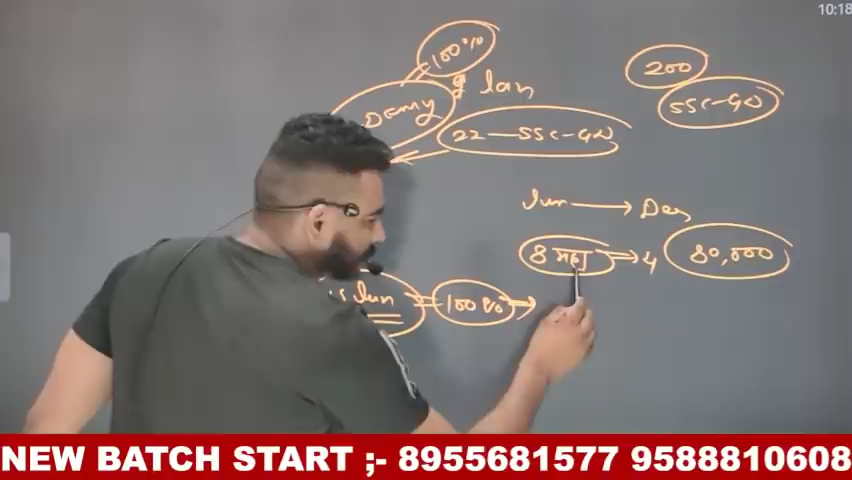 10:18
100%
200
g Jan
Demy
SSC-GD
22 — SSC-GD
Jun → Dec
8 मही ⇒ 4 80,000
Jun = 100% →
NEW BATCH START ;- 8955681577 9588810608